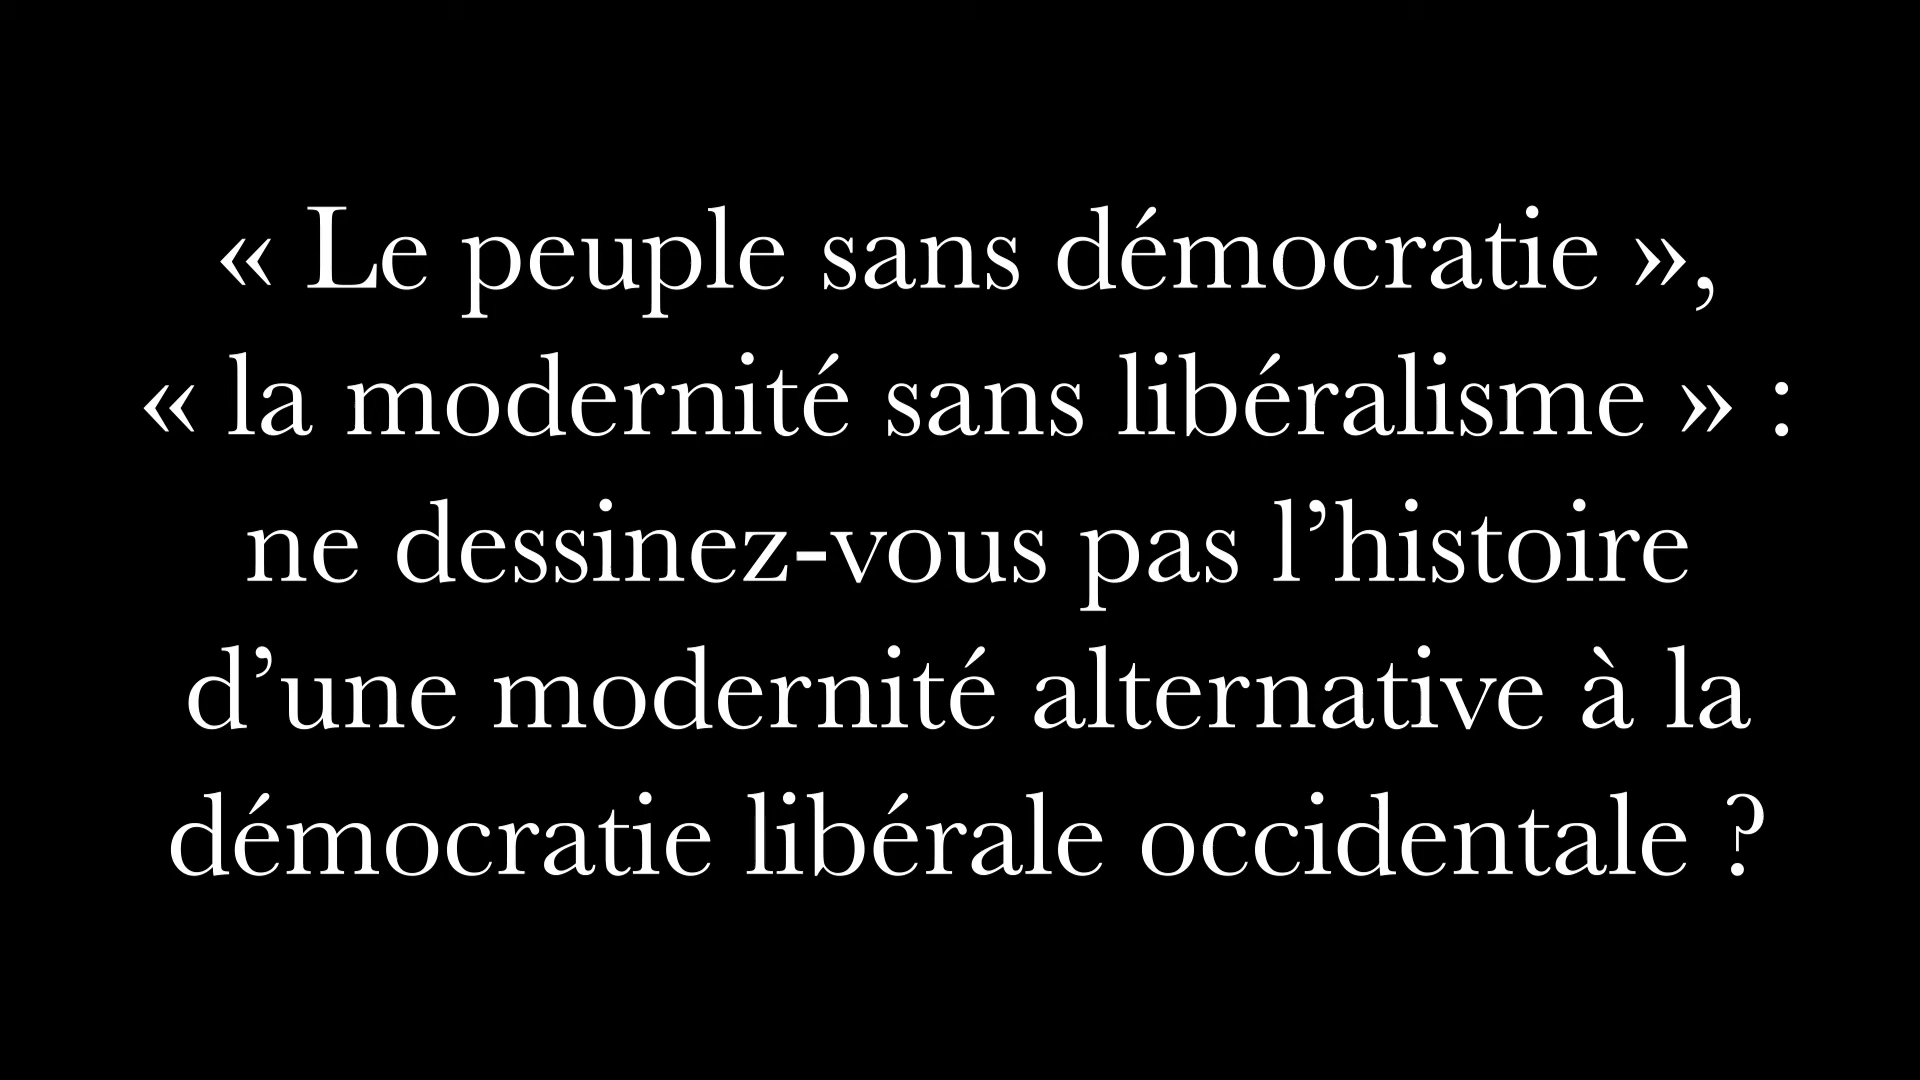 « Le peuple sans démocratie »,
« la modernité sans libéralisme » :
ne dessinez-vous pas l’histoire
d’une modernité alternative à la
démocratie libérale occidentale ?